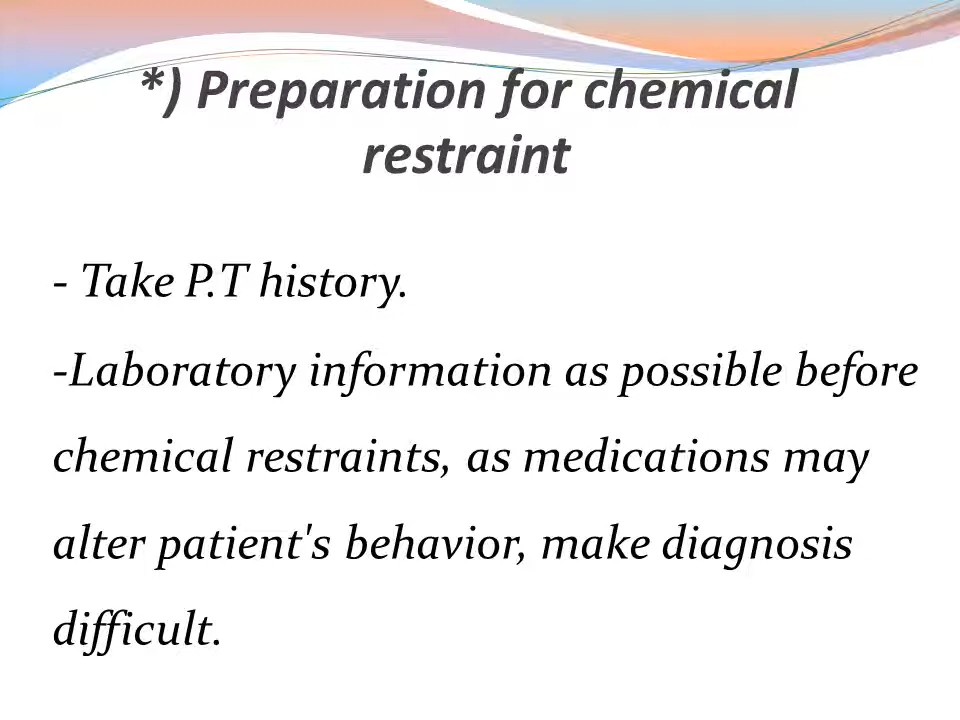 *) Preparation for chemical
restraint
- Take P.T history.
-Laboratory information as possible before
chemical restraints, as medications may
alter patient's behavior, make diagnosis
difficult.